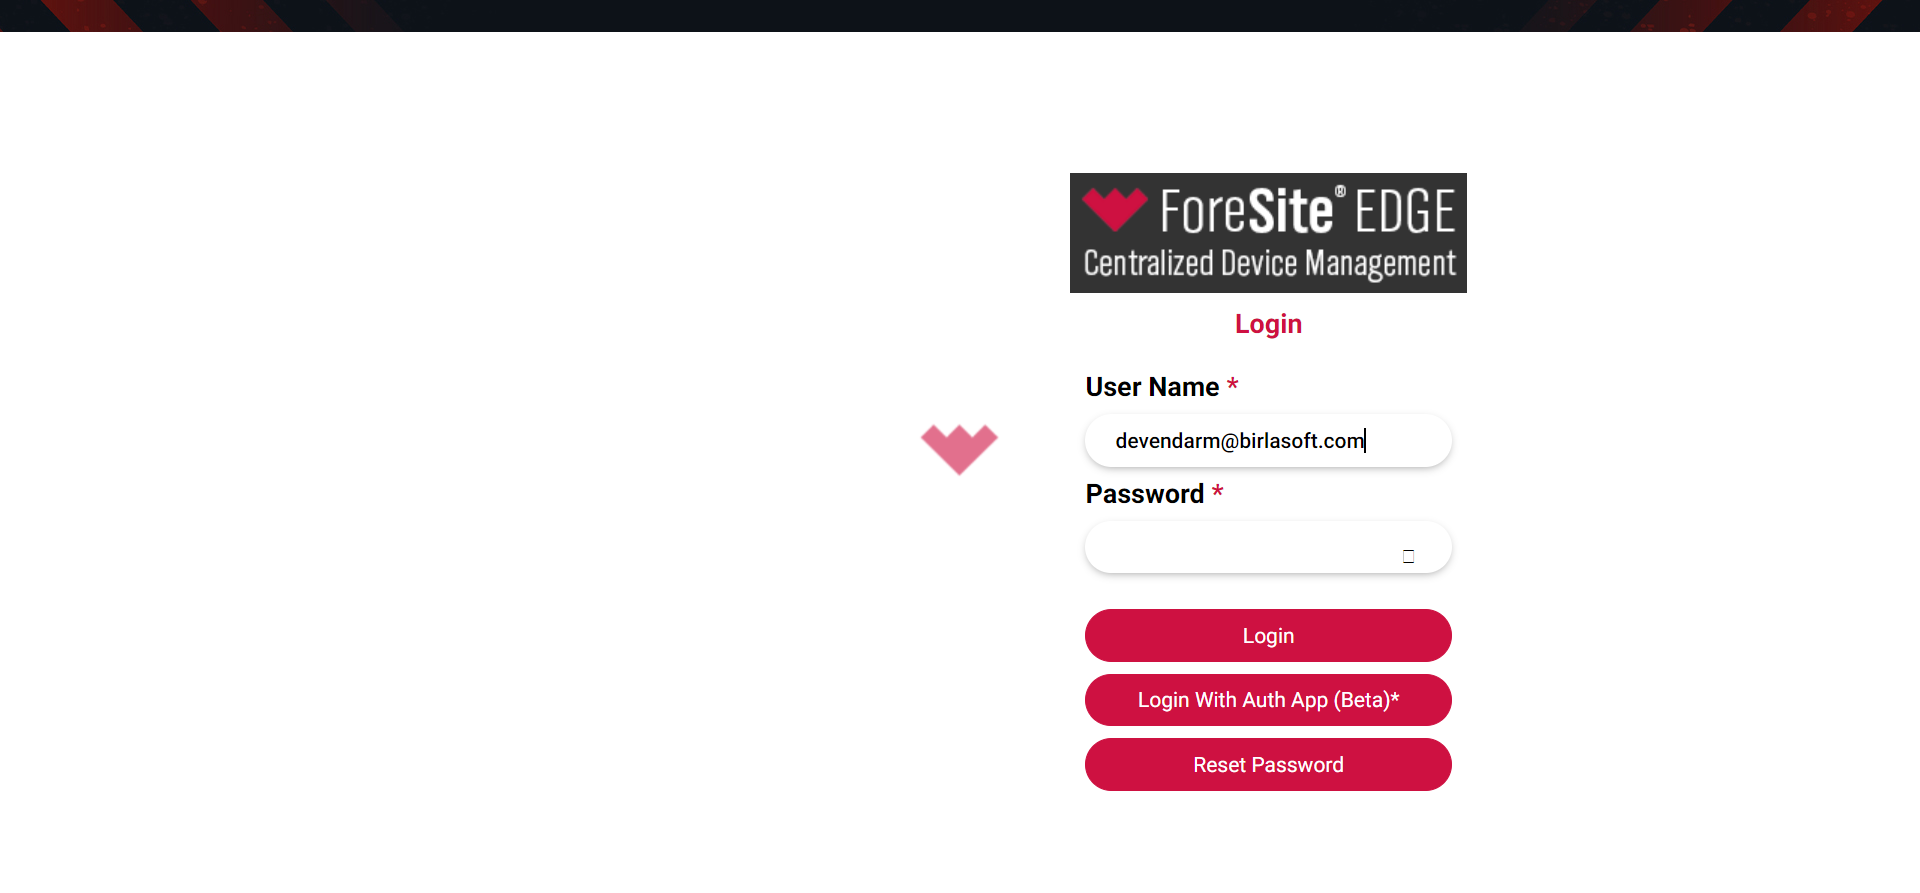 ForeSite® EDGE
Centralized Device Management
Login
User Name *
devendarm@birlasoft.com
Password *
Login
Login With Auth App (Beta)*
Reset Password